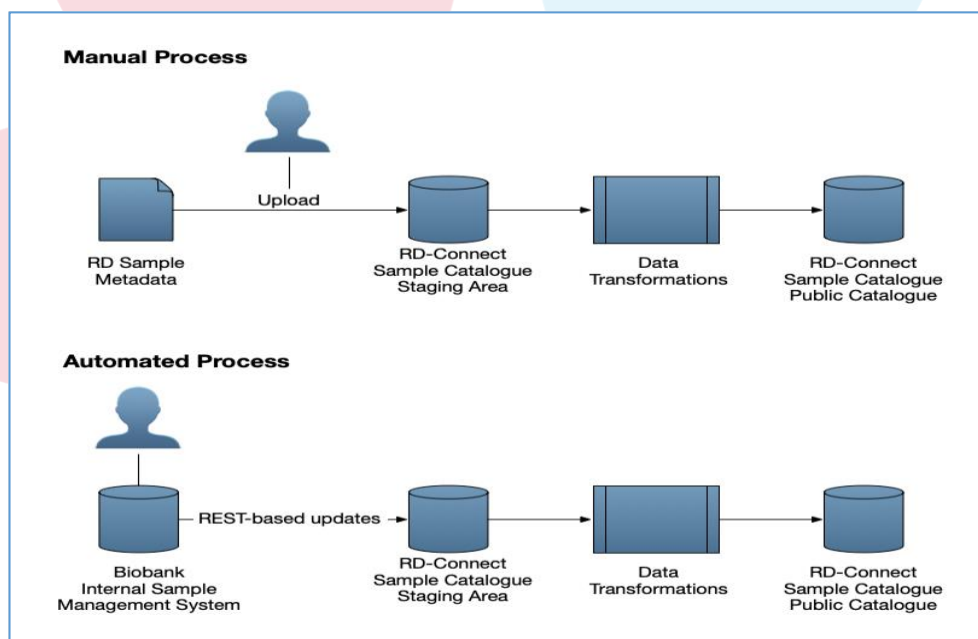 Manual Process
Upload
RD Sample
Metadata
RD-Connect
Sample Catalogue
Staging Area
Data
Transformations
RD-Connect
Sample Catalogue
Public Catalogue
Automated Process
REST-based updates
Biobank
Internal Sample
Management System
RD-Connect
Sample Catalogue
Staging Area
Data
Transformations
RD-Connect
Sample Catalogue
Public Catalogue